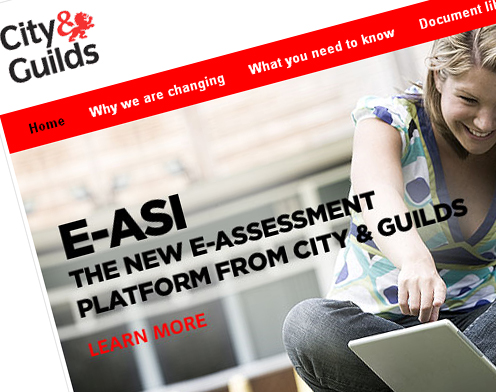 City&
Guilds
Home
Why we are changing
What you need to know
Document
E-ASI
THE NEW E-ASSESSMENT
PLATFORM FROM CITY & GUILDS
LEARN MORE